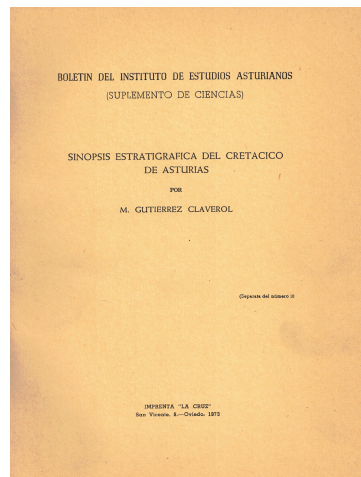 BOLETIN DEL INSTITUTO DE ESTUDIOS ASTURIANOS
(SUPLEMENTO DE CIENCIAS)
SINOPSIS ESTRATIGRAFICA DEL CRETACICO
DE ASTURIAS
POR
M. GUTIERREZ CLAVEROL
(Separata del número
IMPRENTA "LA CRUZ"
San Vicente, 8.—Oviedo, 1973